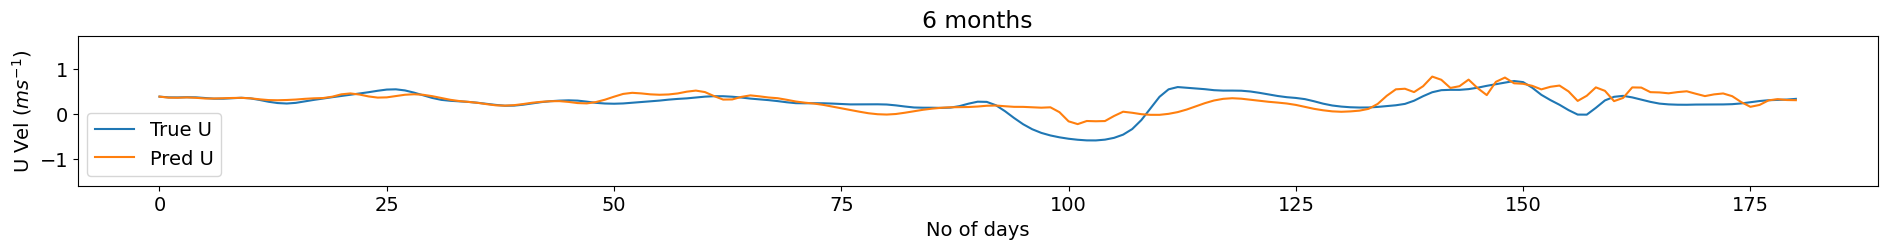 6 months
U Vel (ms⁻¹)
1
0
−1
True U
Pred U
0 25 50 75 100 125 150 175
No of days